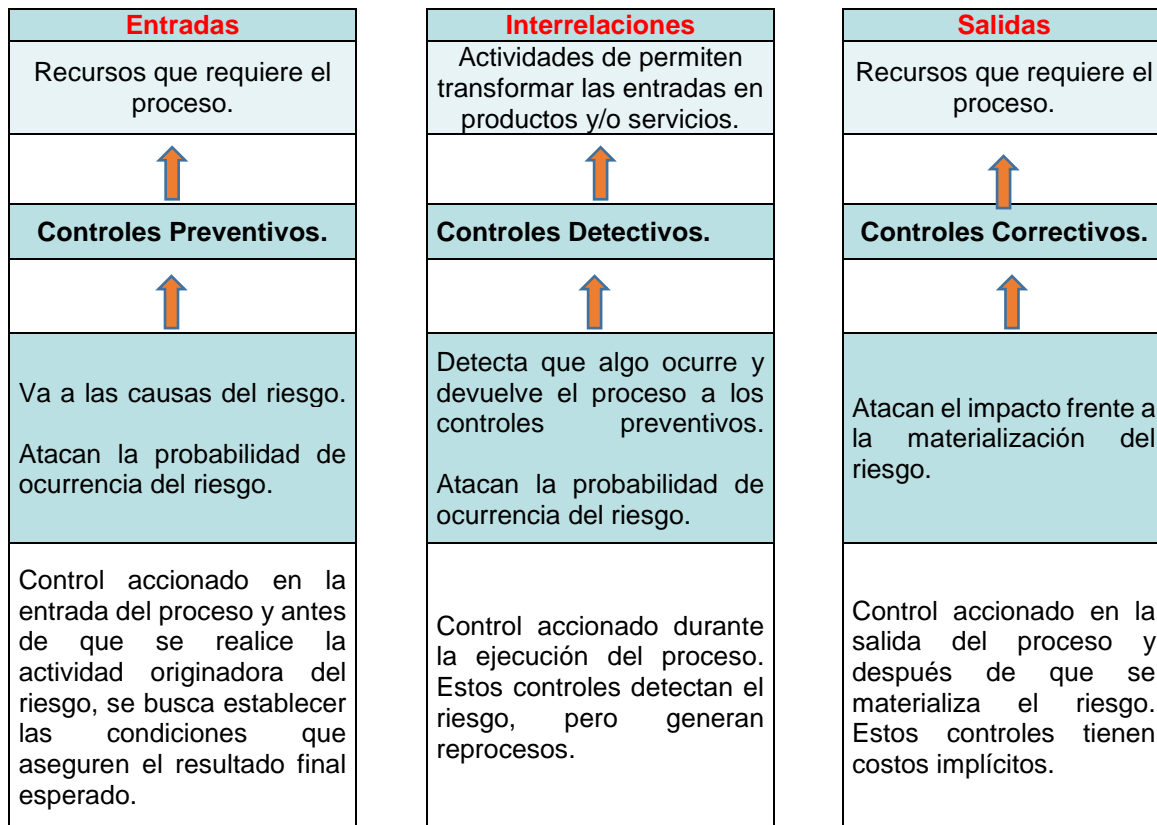 Entradas
Recursos que requiere el
proceso.
Controles Preventivos.
Va a las causas del riesgo.
Atacan la probabilidad de
ocurrencia del riesgo.
Control accionado en la
entrada del proceso y antes
de que se realice la
actividad originadora del
riesgo, se busca establecer
las condiciones que
aseguren el resultado final
esperado.
Interrelaciones
Actividades de permiten
transformar las entradas en
productos y/o servicios.
Controles Detectivos.
Detecta que algo ocurre y
devuelve el proceso a los
controles preventivos.
Atacan la probabilidad de
ocurrencia del riesgo.
Control accionado durante
la ejecución del proceso.
Estos controles detectan el
riesgo, pero generan
reprocesos.
Salidas
Recursos que requiere el
proceso.
Controles Correctivos.
Atacan el impacto frente a
la materialización del
riesgo.
Control accionado en la
salida del proceso y
después de que se
materializa el riesgo.
Estos controles tienen
costos implícitos.